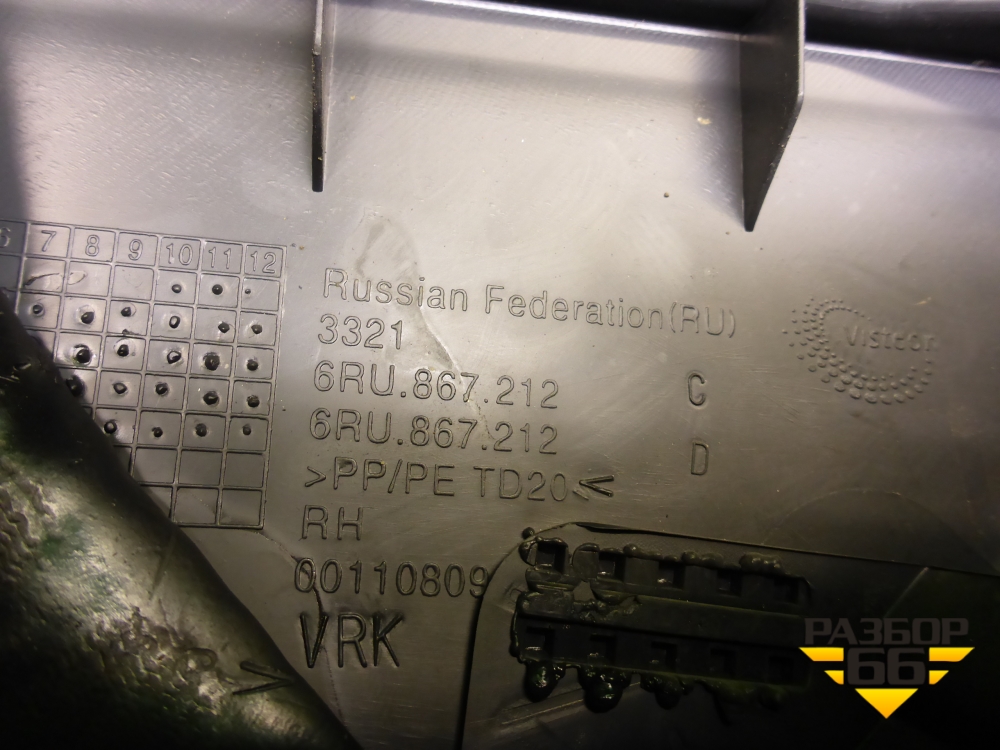 6 7 8 9 10 11 12
Russian Federation(RU)
3321
6RU.867.212 C
6RU.867.212 D
>PP/PE TD20<
RH
00110809
VRK
>
Visteon
РАЗБОР
66